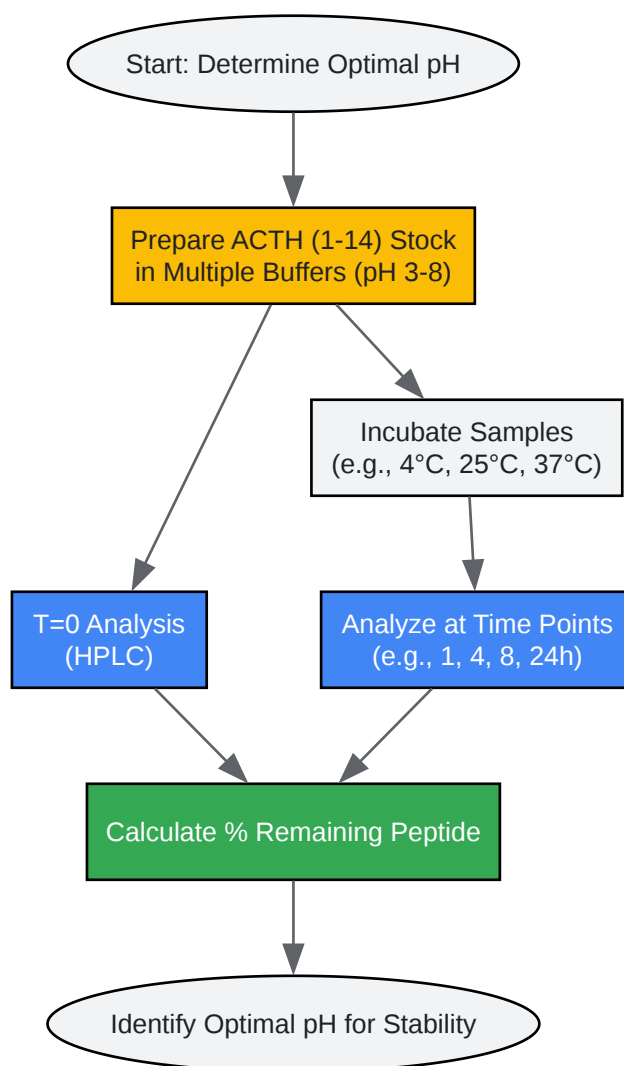 Start: Determine Optimal pH
Prepare ACTH (1-14) Stock
in Multiple Buffers (pH 3-8)
Incubate Samples
(e.g., 4°C, 25°C, 37°C)
T=0 Analysis
(HPLC)
Analyze at Time Points
(e.g., 1, 4, 8, 24h)
Calculate % Remaining Peptide
Identify Optimal pH for Stability